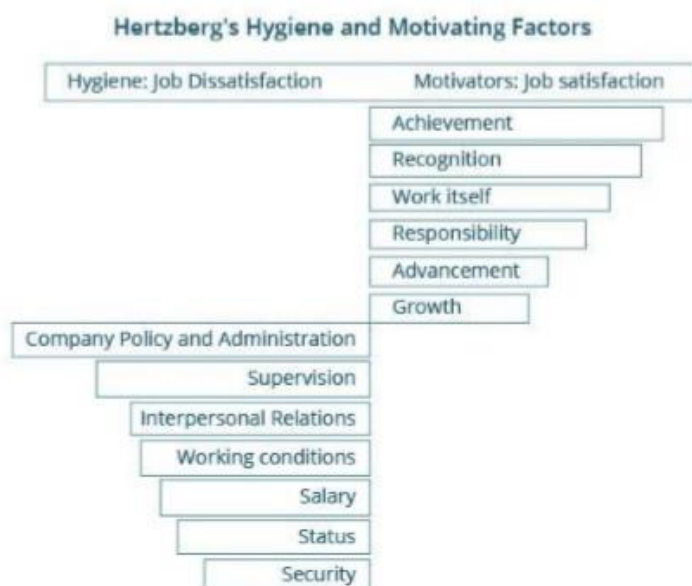 Hertzberg's Hygiene and Motivating Factors
Hygiene: Job Dissatisfaction
Motivators: Job satisfaction
Achievement
Recognition
Work itself
Responsibility
Advancement
Growth
Company Policy and Administration
Supervision
Interpersonal Relations
Working conditions
Salary
Status
Security